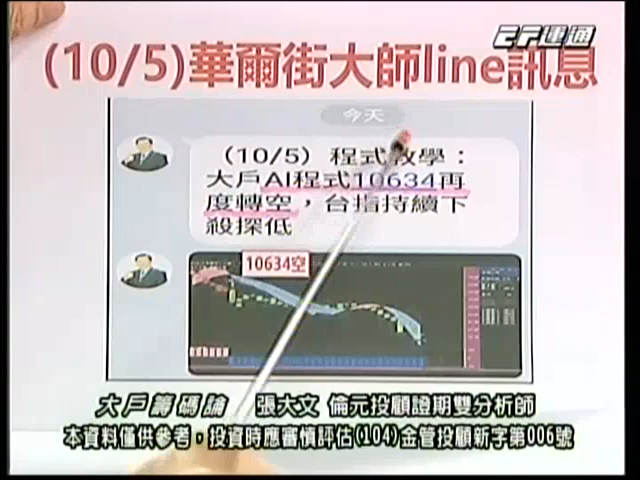 CF建通
(10/5)華爾街大師line訊息
今天
(10/5) 程式教學：
大戶AI程式10634再
度轉空，台指持續下
殺探低
10634空
大戶籌碼論 張大文 倫元投顧證期雙分析師
本資料僅供參考，投資時應審慎評估(104)金管投顧新字第006號